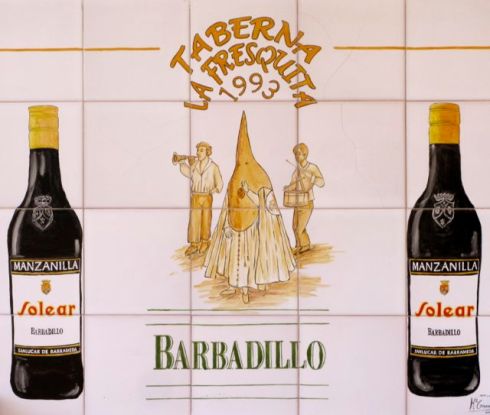 TABERNA
LA FRESQUITA
1993
MANZANILLA
Solear
BARBADILLO
SANLUCAR DE BARRAMEDA
MANZANILLA
Solear
BARBADILLO
SANLUCAR DE BARRAMEDA
BARBADILLO